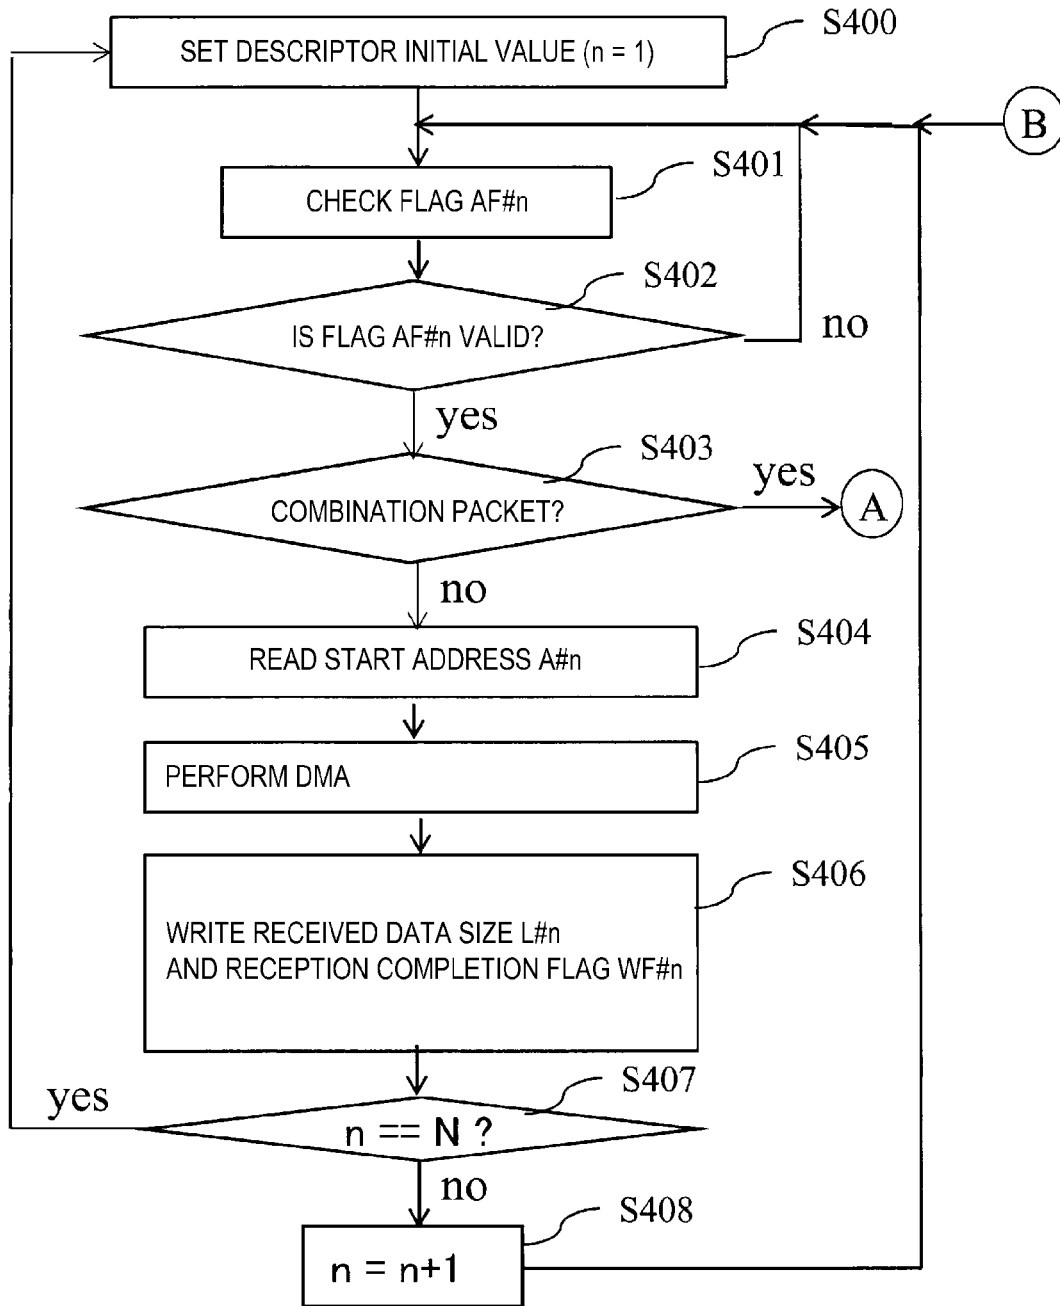 S400
SET DESCRIPTOR INITIAL VALUE (n = 1)
B
S401
CHECK FLAG AF#n
S402
IS FLAG AF#n VALID?
no
yes
S403
COMBINATION PACKET?
yes
A
no
S404
READ START ADDRESS A#n
S405
PERFORM DMA
S406
WRITE RECEIVED DATA SIZE L#n
AND RECEPTION COMPLETION FLAG WF#n
S407
yes
n == N ?
no
S408
n = n+1